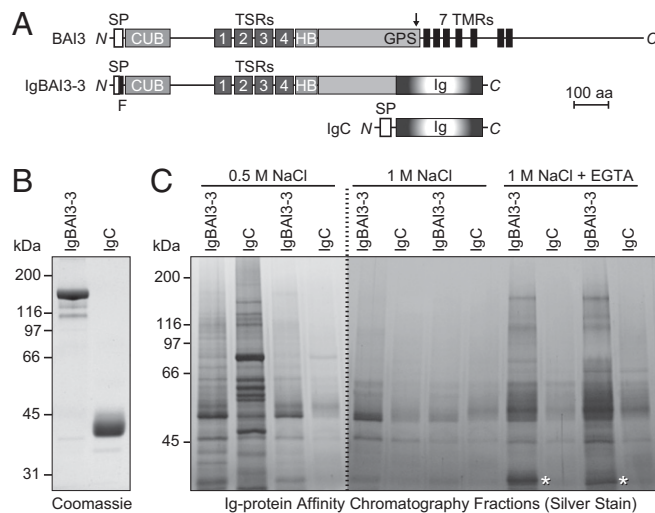 A
SP TSRs 7 TMRs
BAI3 N CUB 1 2 3 4 HB GPS C
SP TSRs
IgBAI3-3 N CUB 1 2 3 4 HB Ig C
F
SP
IgC N Ig C
100 aa
B
IgBAI3-3 IgC
kDa
200
116
97
66
45
31
Coomassie
C
0.5 M NaCl 1 M NaCl 1 M NaCl + EGTA
IgBAI3-3 IgC IgBAI3-3 IgC IgBAI3-3 IgC IgBAI3-3 IgC IgBAI3-3 IgC IgBAI3-3 IgC
kDa
200
116
97
66
45
* *
Ig-protein Affinity Chromatography Fractions (Silver Stain)